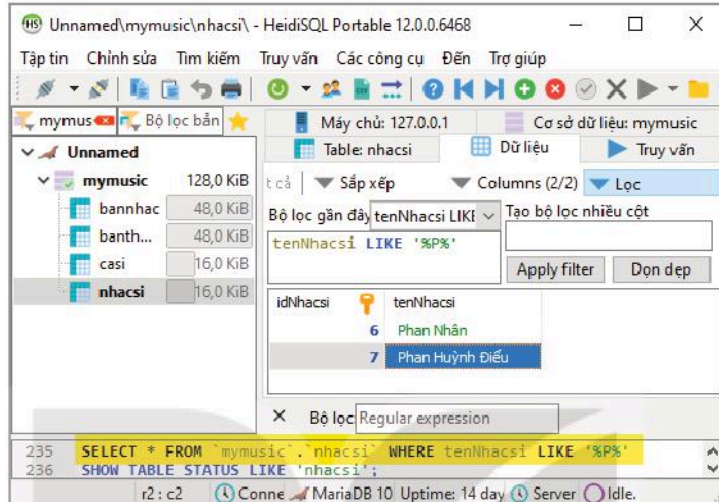 Unnamed\mymusic\nhacsi\ - HeidiSQL Portable 12.0.0.6468
Tập tin Chỉnh sửa Tìm kiếm Truy vấn Các công cụ Đến Trợ giúp
mymus Bộ lọc bản
Máy chủ: 127.0.0.1 Cơ sở dữ liệu: mymusic
Unnamed
Table: nhacsi Dữ liệu Truy vấn
mymusic 128,0 KiB
bannhac 48,0 KiB
banth... 48,0 KiB
casi 16,0 KiB
nhacsi 16,0 KiB
t cả Sắp xếp Columns (2/2) Lọc
Bộ lọc gần đây tenNhacsi LIKE Tạo bộ lọc nhiều cột
tenNhacsi LIKE '%P%'
Apply filter Dọn dẹp
idNhacsi tenNhacsi
6 Phan Nhân
7 Phan Huỳnh Điểu
Bộ lọc: Regular expression
235 SELECT * FROM `mymusic`.`nhacsi` WHERE tenNhacsi LIKE '%P%'
236 SHOW TABLE STATUS LIKE 'nhacsi';
r2 : c2 Conne MariaDB 10 Uptime: 14 day Server Idle.